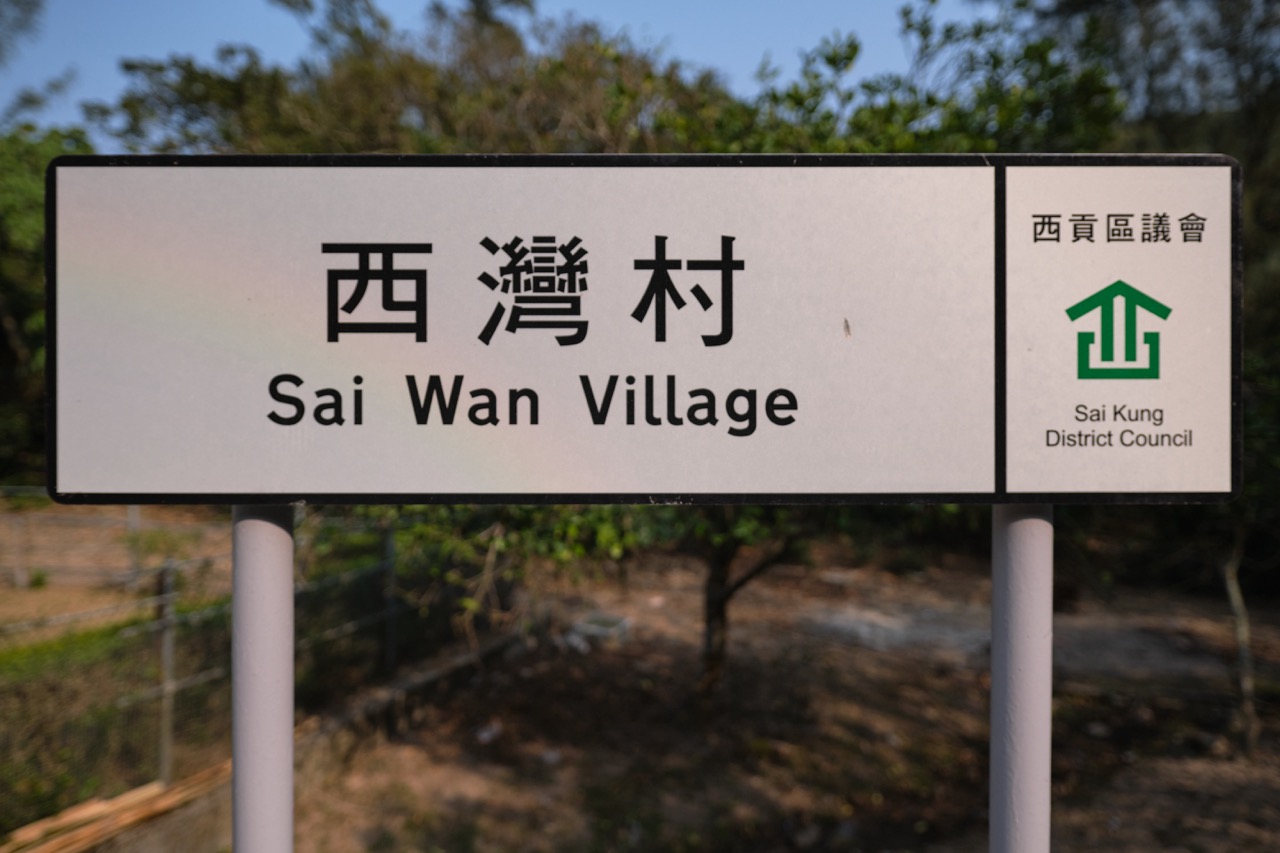 西灣村
Sai Wan Village
西貢區議會
Sai Kung
District Council